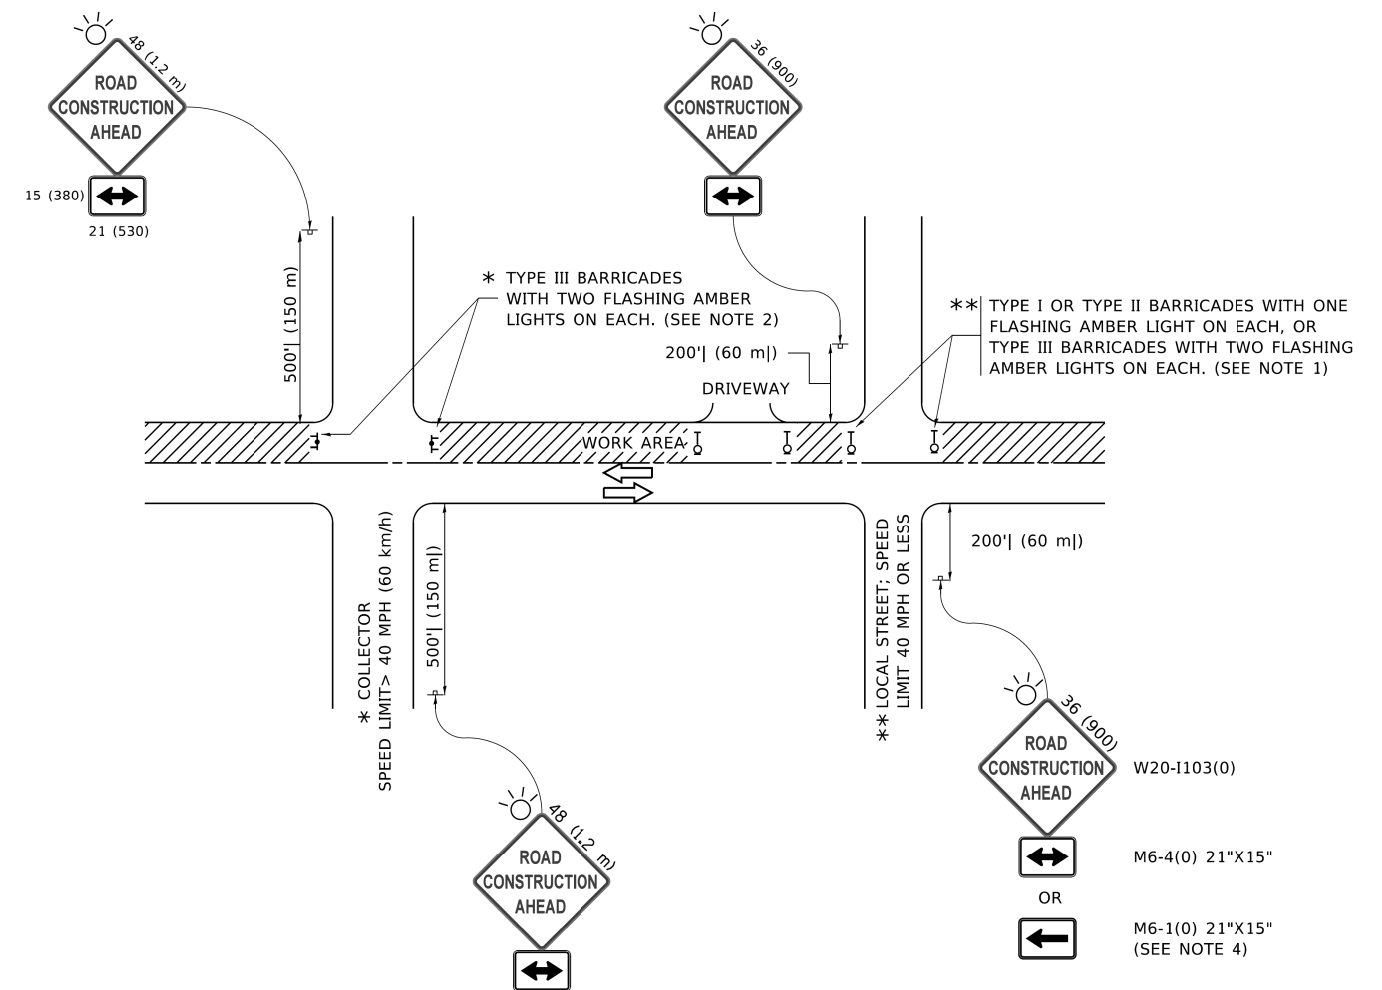 48 (1.2 m)
ROAD
CONSTRUCTION
AHEAD
15 (380)
21 (530)
36 (900)
ROAD
CONSTRUCTION
AHEAD
500'| (150 m)
* TYPE III BARRICADES
WITH TWO FLASHING AMBER
LIGHTS ON EACH. (SEE NOTE 2)
200'| (60 m|)
DRIVEWAY
** TYPE I OR TYPE II BARRICADES WITH ONE
FLASHING AMBER LIGHT ON EACH, OR
TYPE III BARRICADES WITH TWO FLASHING
AMBER LIGHTS ON EACH. (SEE NOTE 1)
WORK AREA
* COLLECTOR
SPEED LIMIT> 40 MPH (60 km/h)
500'| (150 m|)
**LOCAL STREET; SPEED
LIMIT 40 MPH OR LESS
200'| (60 m|)
48 (1.2 m)
ROAD
CONSTRUCTION
AHEAD
36 (900)
ROAD
CONSTRUCTION
AHEAD
W20-I103(0)
M6-4(0) 21"X15"
OR
M6-1(0) 21"X15"
(SEE NOTE 4)